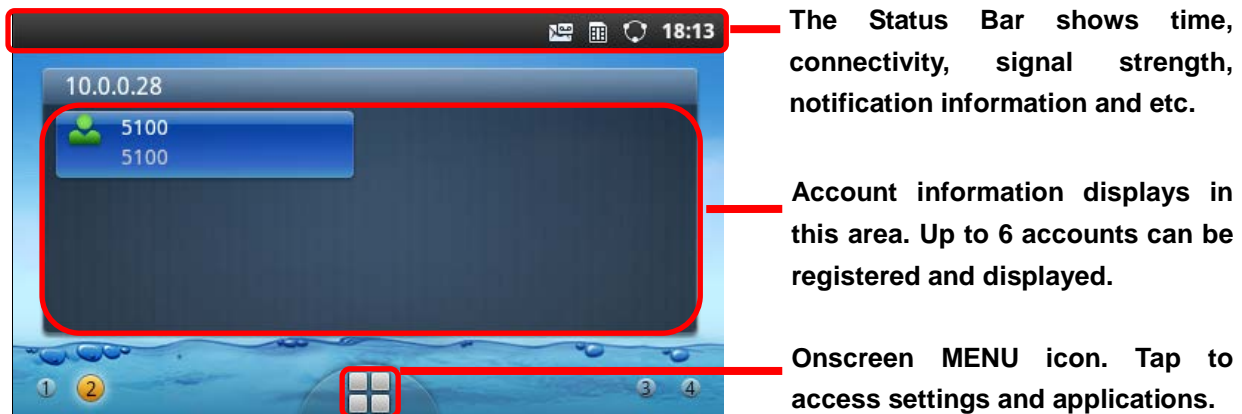 18:13
The Status Bar shows time,
connectivity, signal strength,
notification information and etc.
10.0.0.28
5100
5100
Account information displays in
this area. Up to 6 accounts can be
registered and displayed.
Onscreen MENU icon. Tap to
access settings and applications.
1 2 3 4